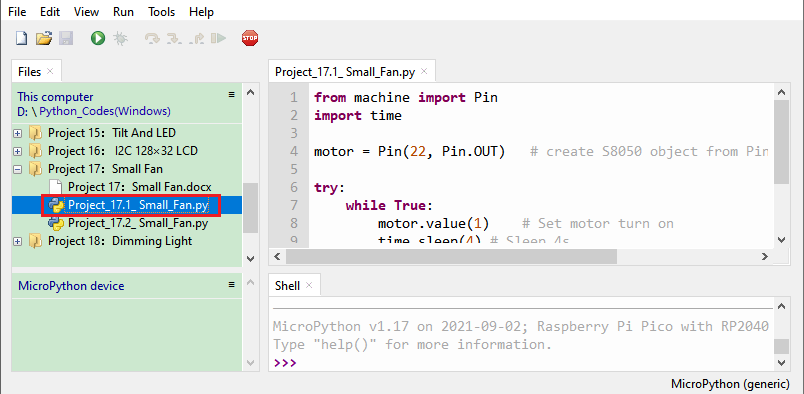 File Edit View Run Tools Help
STOP
Files
This computer
D: \ Python_Codes(Windows)
Project 15: Tilt And LED
Project 16: I2C 128×32 LCD
Project 17: Small Fan
Project 17: Small Fan.docx
Project_17.1_ Small_Fan.py
Project_17.2_ Small_Fan.py
Project 18: Dimming Light
MicroPython device
Project_17.1_ Small_Fan.py
1 from machine import Pin
2 import time
3
4 motor = Pin(22, Pin.OUT) # create S8050 object from Pin
5
6 try:
7 while True:
8 motor.value(1) # Set motor turn on
9 time.sleep(4) # Sleep 4s
Shell
MicroPython v1.17 on 2021-09-02; Raspberry Pi Pico with RP2040
Type "help()" for more information.
>>>
MicroPython (generic)